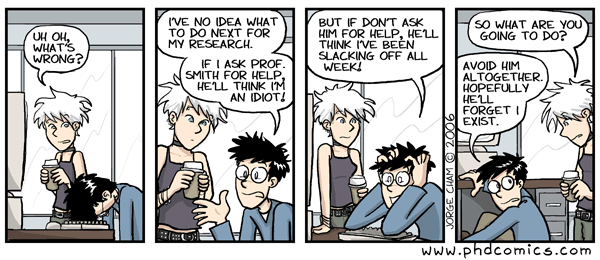 UH OH,
WHAT'S
WRONG?
I'VE NO IDEA WHAT
TO DO NEXT FOR
MY RESEARCH.
IF I ASK PROF.
SMITH FOR HELP,
HE'LL THINK I'M
AN IDIOT!
BUT IF DON'T ASK
HIM FOR HELP, HE'LL
THINK I'VE BEEN
SLACKING OFF ALL
WEEK!
JORGE CHAM © 2006
SO WHAT ARE YOU
GOING TO DO?
AVOID HIM
ALTOGETHER.
HOPEFULLY
HE'LL
FORGET I
EXIST.
www.phdcomics.com